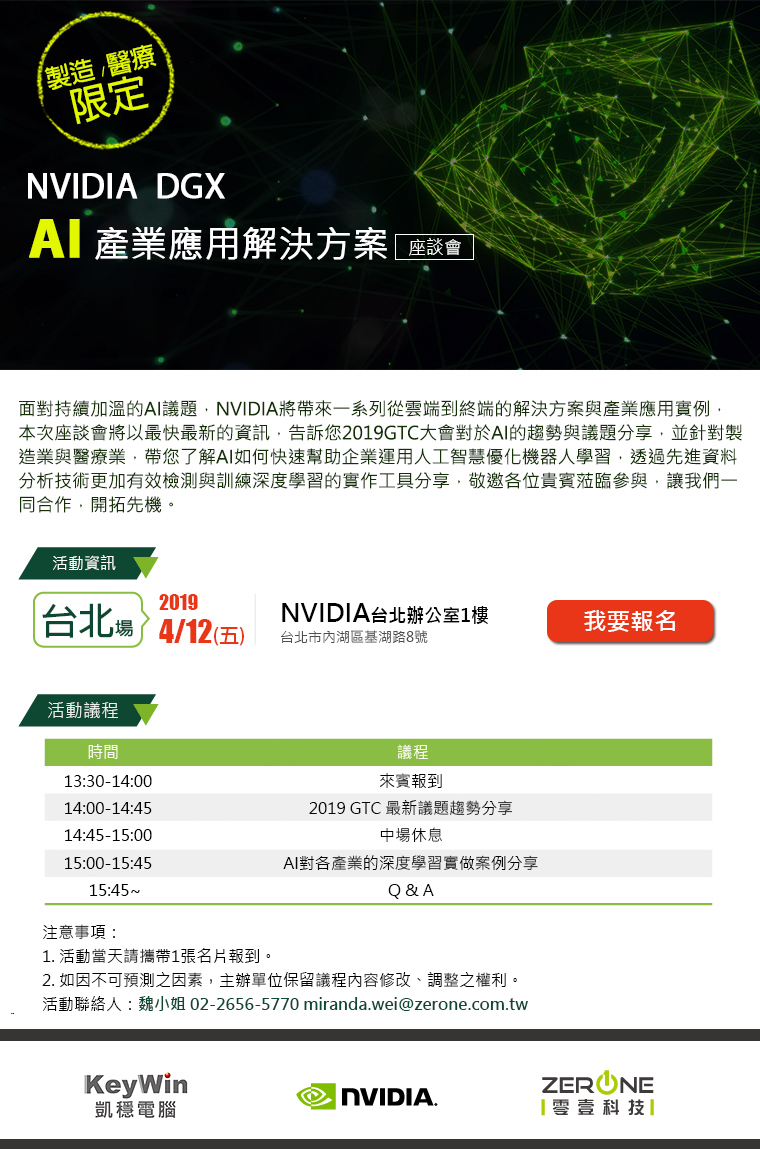 製造/醫療
限定
NVIDIA DGX
AI 產業應用解決方案 座談會
面對持續加溫的AI議題，NVIDIA將帶來一系列從雲端到終端的解決方案與產業應用實例，
本次座談會將以最快最新的資訊，告訴您2019GTC大會對於AI的趨勢與議題分享，並針對製
造業與醫療業，帶您了解AI如何快速幫助企業運用人工智慧優化機器人學習，透過先進資料
分析技術更加有效檢測與訓練深度學習的實作工具分享，敬邀各位貴賓蒞臨參與，讓我們一
同合作，開拓先機。
活動資訊
台北場
2019
4/12(五)
NVIDIA台北辦公室1樓
台北市內湖區基湖路8號
我要報名
活動議程
時間 議程
13:30-14:00 來賓報到
14:00-14:45 2019 GTC 最新議題趨勢分享
14:45-15:00 中場休息
15:00-15:45 AI對各產業的深度學習實做案例分享
15:45~ Q & A
注意事項：
1. 活動當天請攜帶1張名片報到。
2. 如因不可預測之因素，主辦單位保留議程內容修改、調整之權利。
活動聯絡人：魏小姐 02-2656-5770 miranda.wei@zerone.com.tw
KeyWin
凱穩電腦
NVIDIA.
ZERONE
零壹科技